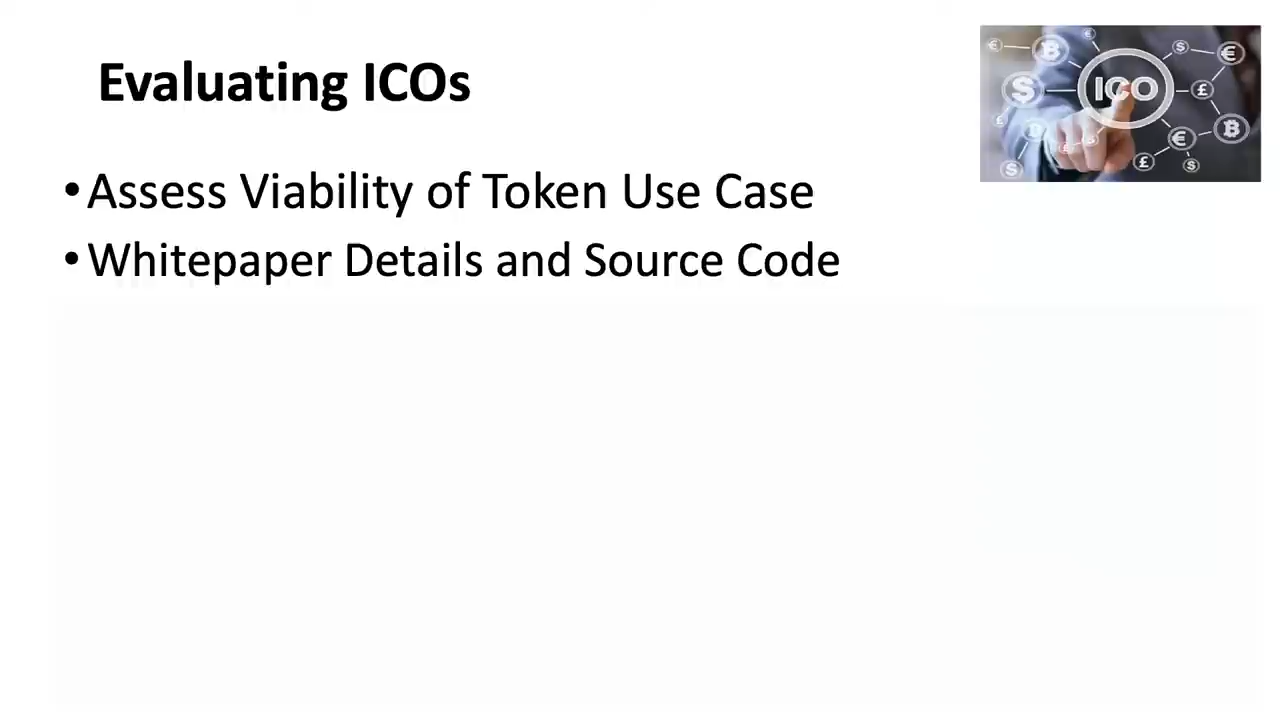 Evaluating ICOs
ICO
• Assess Viability of Token Use Case
• Whitepaper Details and Source Code